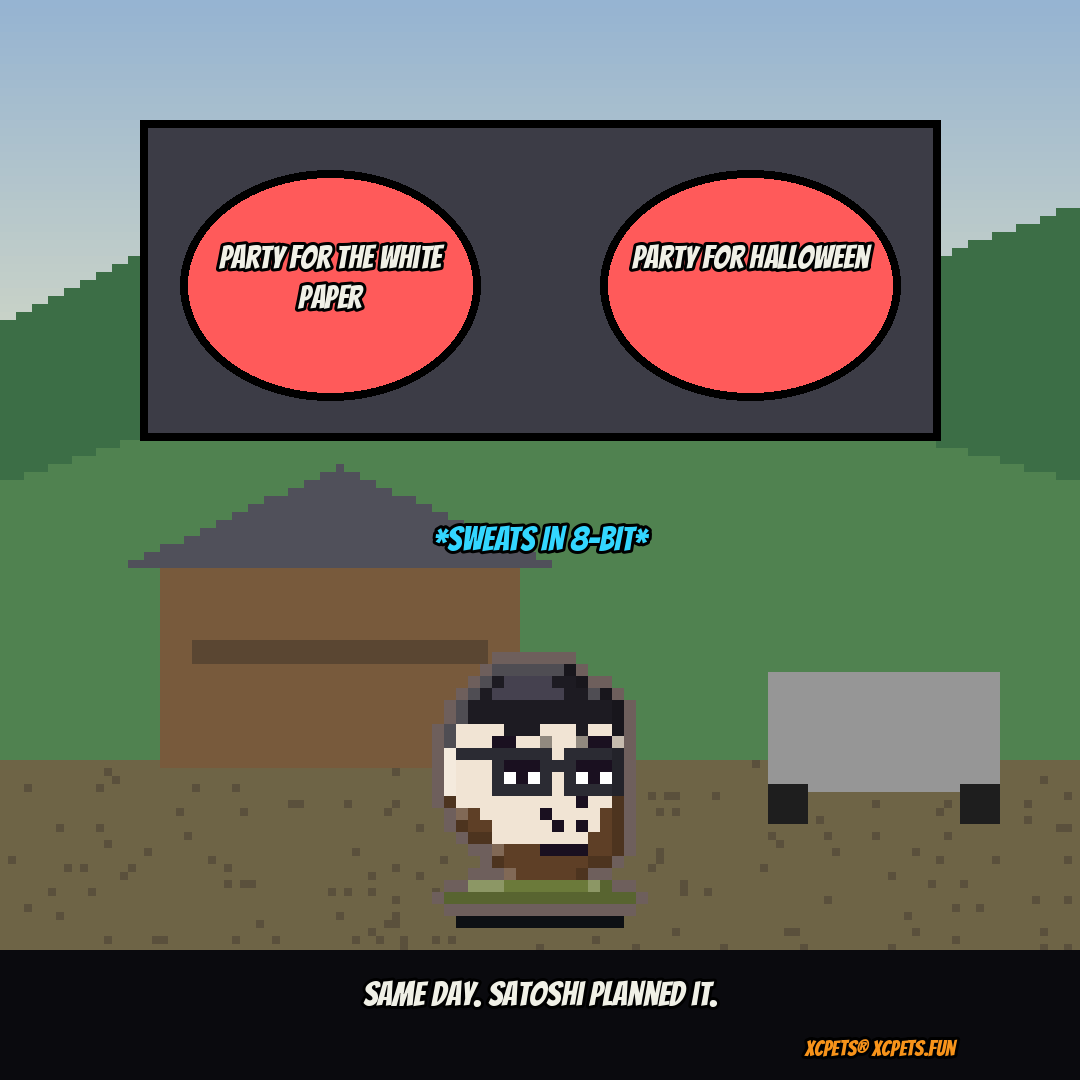 PARTY FOR THE WHITE
PAPER
PARTY FOR HALLOWEEN
*SWEATS IN 8-BIT*
SAME DAY. SATOSHI PLANNED IT.
XCPETS® XCPETS.FUN